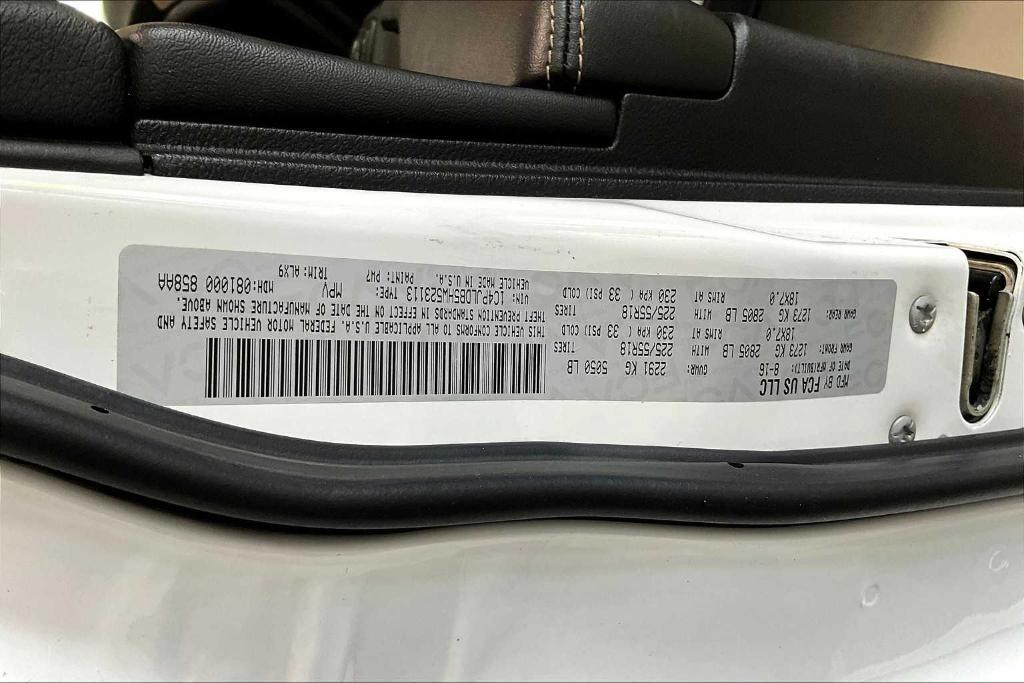 MFD BY FCA US LLC
DATE OF MFR(BUILT): 8-16 GVWR: 2291 KG/ 5050 LB
GAWR FRONT: 1273 KG 2805 LB WITH 225/55R18 TIRES
18X7.0 RIMS AT 230 KPA ( 33 PSI) COLD
GAWR REAR: 1273 KG 2805 LB WITH 225/55R18 TIRES
18X7.0 RIMS AT 230 KPA ( 33 PSI) COLD
THIS VEHICLE CONFORMS TO ALL APPLICABLE U.S.A. FEDERAL MOTOR VEHICLE SAFETY AND
THEFT PREVENTION STANDARDS IN EFFECT ON THE DATE OF MANUFACTURE SHOWN ABOVE.
VIN: 1C4PJLDB5HW523113 TYPE: MPV MDH:081000 858AA
VEHICLE MADE IN U.S.A. PAINT: PW7 TRIM:ALX9